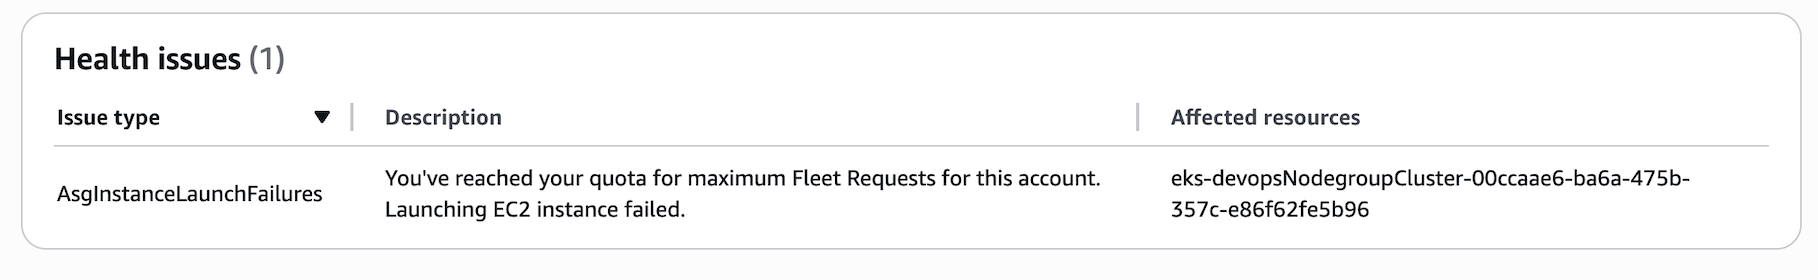 Health issues (1)
Issue type
Description
Affected resources
AsgInstanceLaunchFailures
You've reached your quota for maximum Fleet Requests for this account.
Launching EC2 instance failed.
eks-devopsNodegroupCluster-00ccaae6-ba6a-475b-
357c-e86f62fe5b96